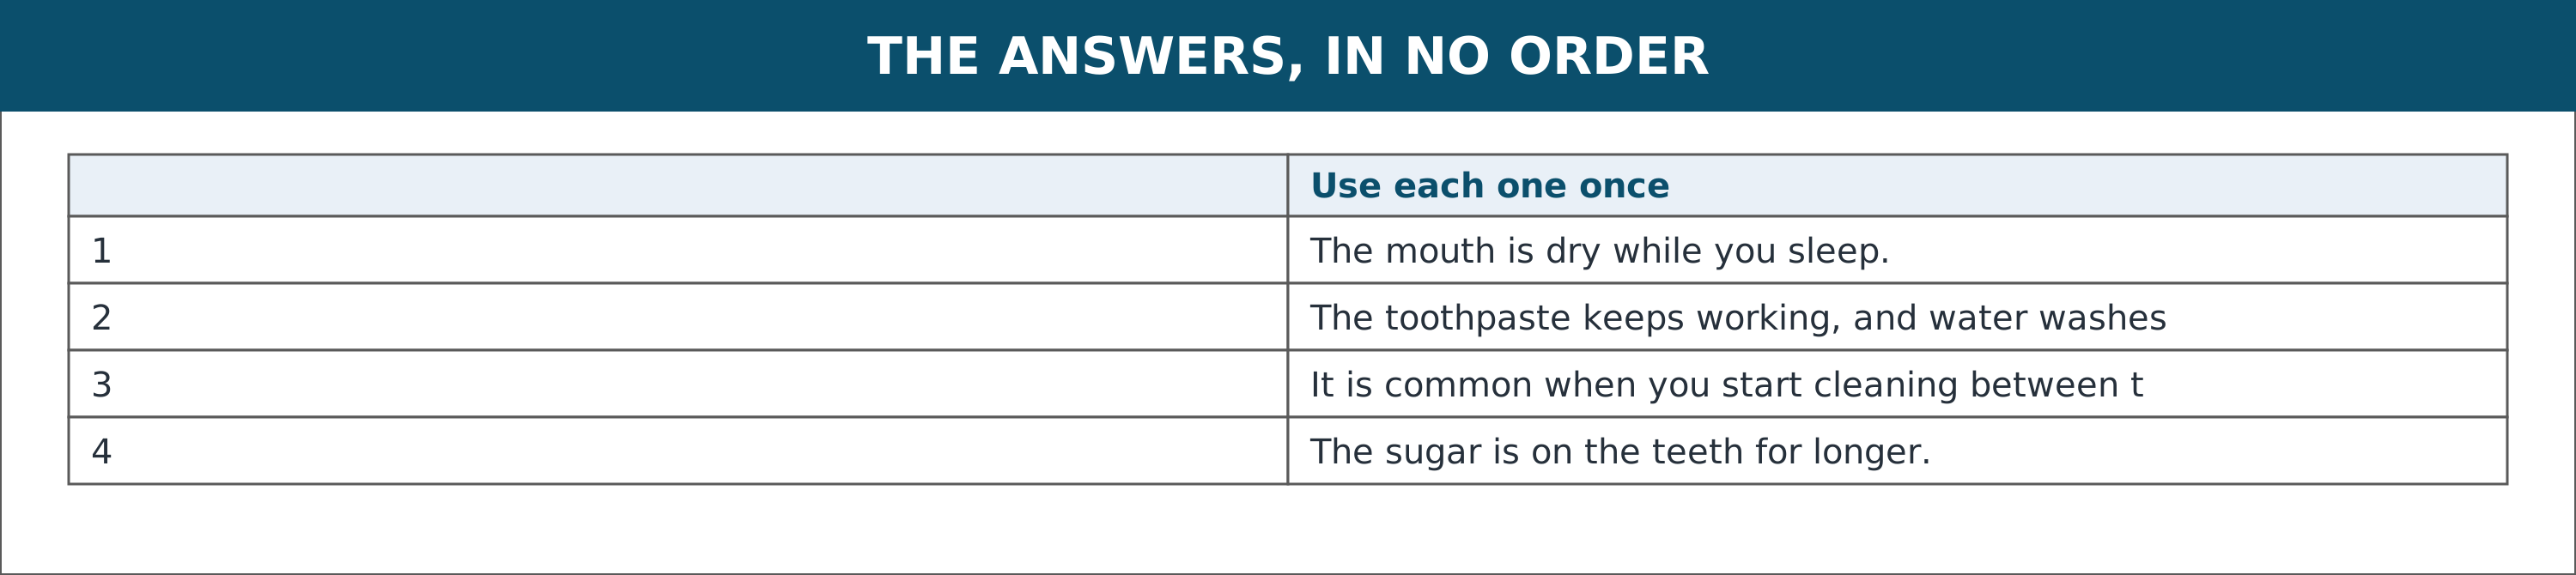 THE ANSWERS, IN NO ORDER
Use each one once
1 The mouth is dry while you sleep.
2 The toothpaste keeps working, and water washes
3 It is common when you start cleaning between t
4 The sugar is on the teeth for longer.